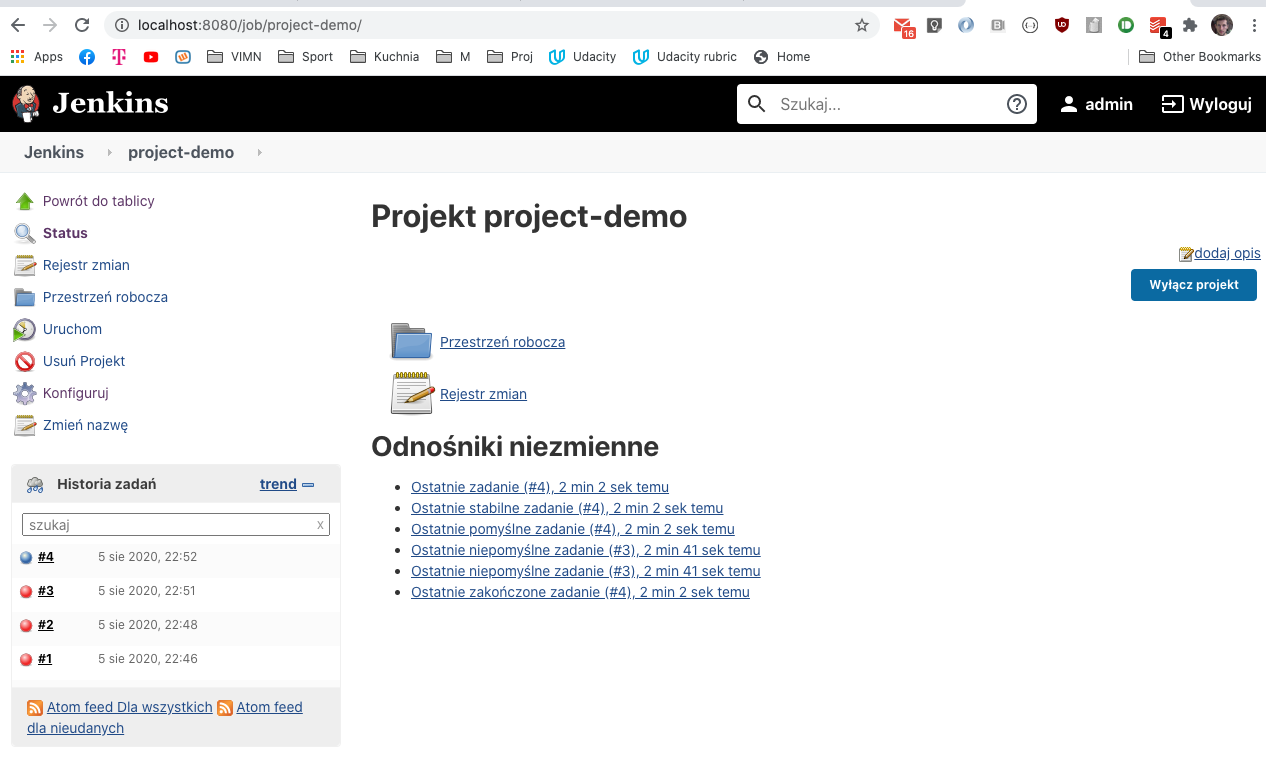 localhost:8080/job/project-demo/
16
4
Apps
VIMN
Sport
Kuchnia
M
Proj
Udacity
Udacity rubric
Home
Other Bookmarks
Jenkins
Szukaj...
admin
Wyloguj
Jenkins
project-demo
Powrót do tablicy
Status
Rejestr zmian
Przestrzeń robocza
Uruchom
Usuń Projekt
Konfiguruj
Zmień nazwę
Historia zadań
trend
szukaj
x
#4 5 sie 2020, 22:52
#3 5 sie 2020, 22:51
#2 5 sie 2020, 22:48
#1 5 sie 2020, 22:46
Atom feed Dla wszystkich Atom feed
dla nieudanych
Projekt project-demo
dodaj opis
Wyłącz projekt
Przestrzeń robocza
Rejestr zmian
Odnośniki niezmienne
Ostatnie zadanie (#4), 2 min 2 sek temu
Ostatnie stabilne zadanie (#4), 2 min 2 sek temu
Ostatnie pomyślne zadanie (#4), 2 min 2 sek temu
Ostatnie niepomyślne zadanie (#3), 2 min 41 sek temu
Ostatnie niepomyślne zadanie (#3), 2 min 41 sek temu
Ostatnie zakończone zadanie (#4), 2 min 2 sek temu